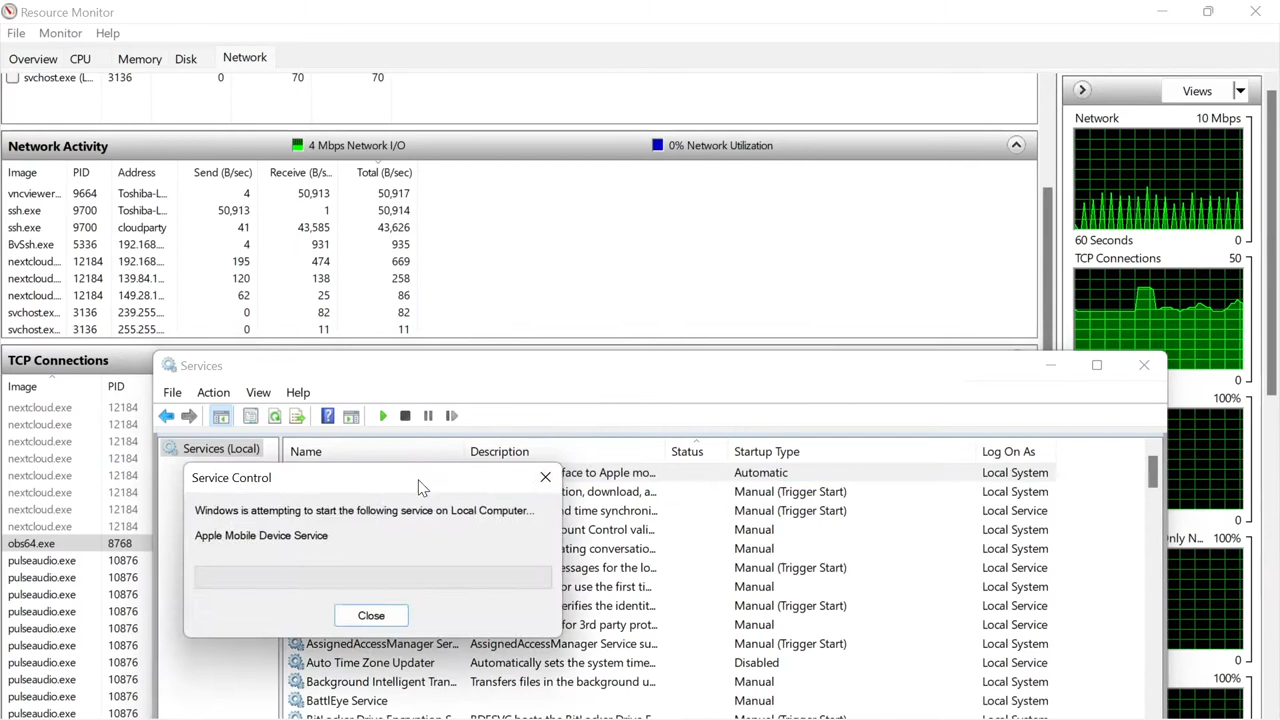 Resource Monitor
File Monitor Help
Overview CPU Memory Disk Network
svchost.exe (L... 3136 0 70 70
Views
Network 10 Mbps
Network Activity 4 Mbps Network I/O 0% Network Utilization
Image PID Address Send (B/sec) Receive (B/s... Total (B/sec)
vncviewer... 9664 Toshiba-L... 4 50,913 50,917
ssh.exe 9700 Toshiba-L... 50,913 1 50,914
ssh.exe 9700 cloudparty 41 43,585 43,626
BvSsh.exe 5336 192.168.... 4 931 935
60 Seconds 0
nextcloud.... 12184 192.168.... 195 474 669
TCP Connections 50
nextcloud.... 12184 139.84.1... 120 138 258
nextcloud.... 12184 149.28.1... 62 25 86
svchost.ex... 3136 239.255.... 0 82 82
svchost.ex... 3136 255.255.... 0 11 11
TCP Connections
Image PID
nextcloud.exe 12184
nextcloud.exe 12184
nextcloud.exe 12184
nextcloud.exe 12184
nextcloud.exe 12184
nextcloud.exe 12184
nextcloud.exe 12184
nextcloud.exe 12184
obs64.exe 8768
pulseaudio.exe 10876
pulseaudio.exe 10876
pulseaudio.exe 10876
pulseaudio.exe 10876
pulseaudio.exe 10876
pulseaudio.exe 10876
pulseaudio.exe 10876
pulseaudio.exe 10876
pulseaudio.exe 10876
pulseaudio.exe 10876
Services
File Action View Help
Services (Local)
Name Description Status Startup Type Log On As
face to Apple mo... Automatic Local System
tion, download, a... Manual (Trigger Start) Local System
nd time synchroni... Manual (Trigger Start) Local Service
ount Control vali... Manual Local System
ating conversatio... Manual Local System
essages for the lo... Manual (Trigger Start) Local Service
or use the first ti... Manual Local System
erifies the identit... Manual (Trigger Start) Local Service
for 3rd party prot... Manual Local Service
AssignedAccessManager Ser... AssignedAccessManager Service su... Manual (Trigger Start) Local System
Auto Time Zone Updater Automatically sets the system time... Disabled Local Service
Background Intelligent Tran... Transfers files in the background u... Manual Local System
BattlEye Service Manual Local System
Service Control
Windows is attempting to start the following service on Local Computer...
Apple Mobile Device Service
Close
0
100%
0
only N... 100%
0
100%